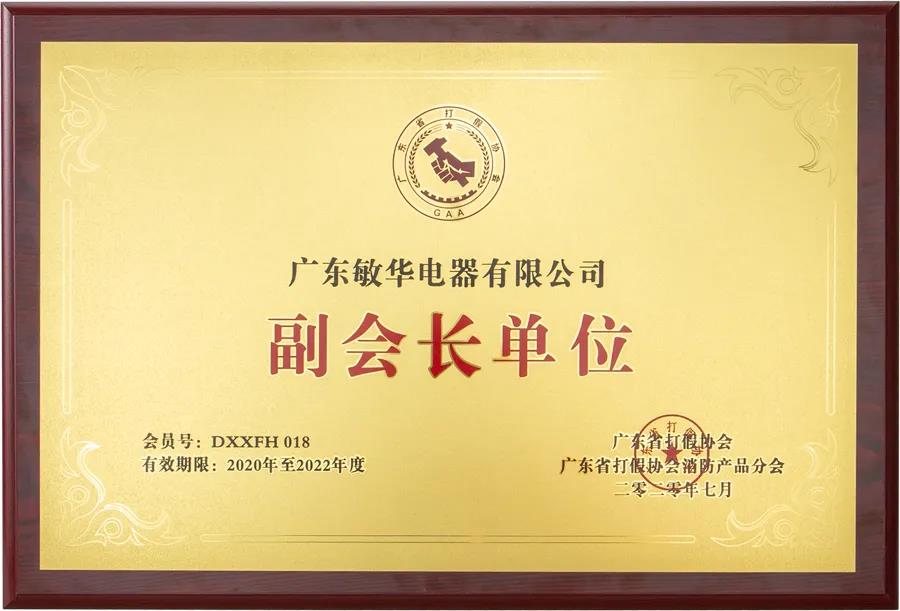 广东省打假协会
GAA
广东敏华电器有限公司
副会长单位
会员号：DXXFH 018
有效期限：2020年至2022年度
广东省打假协会
广东省打假协会消防产品分会
二零二零年七月